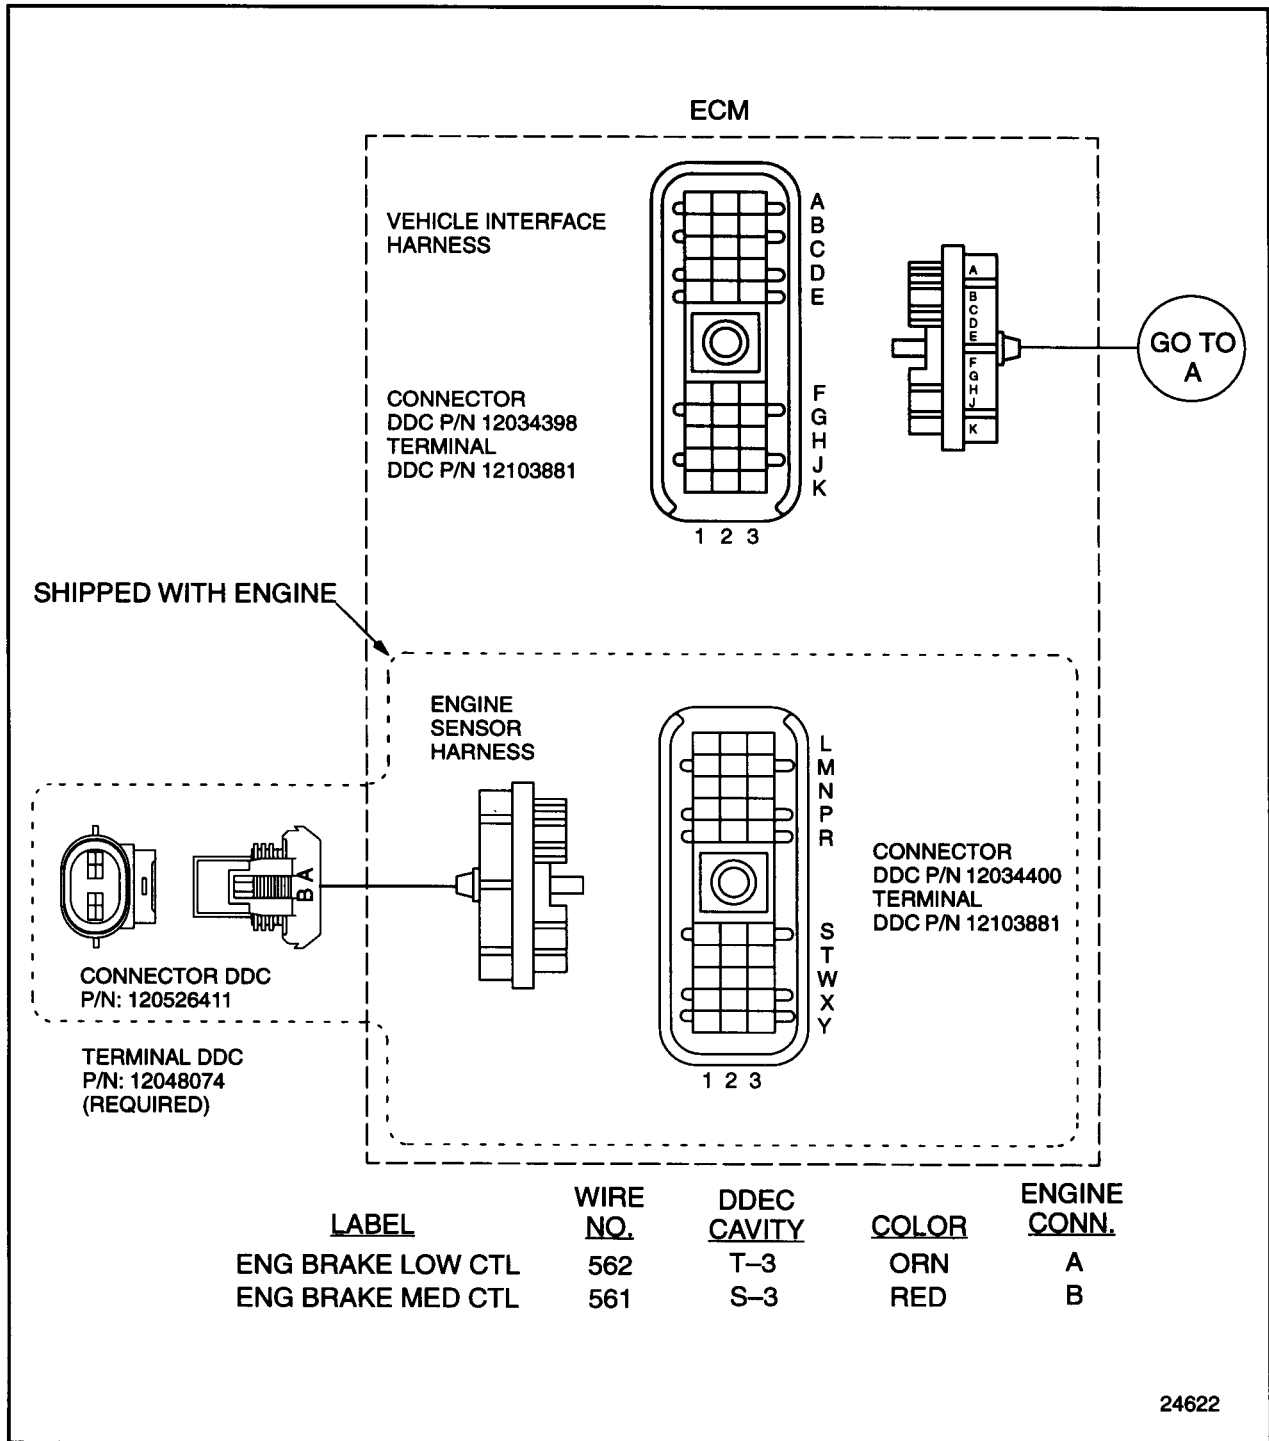 ECM
VEHICLE INTERFACE
HARNESS
A
B
C
D
E
CONNECTOR
DDC P/N 12034398
TERMINAL
DDC P/N 12103881
F
G
H
J
K
1 2 3
A
B
C
D
E
F
G
H
J
K
GO TO
A
SHIPPED WITH ENGINE
ENGINE
SENSOR
HARNESS
L
M
N
P
R
S
T
W
X
Y
1 2 3
CONNECTOR
DDC P/N 12034400
TERMINAL
DDC P/N 12103881
B A
CONNECTOR DDC
P/N: 120526411
TERMINAL DDC
P/N: 12048074
(REQUIRED)
LABEL WIRE NO. DDEC CAVITY COLOR ENGINE CONN.
ENG BRAKE LOW CTL 562 T–3 ORN A
ENG BRAKE MED CTL 561 S–3 RED B
24622